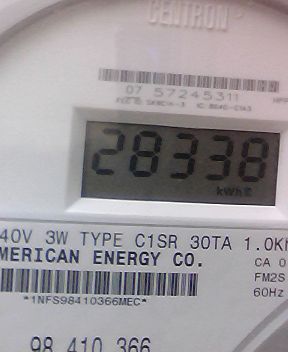 CENTRON
07 57245311
28338
kWh
40V 3W TYPE C1SR 30TA 1.0Kh
MERICAN ENERGY CO.
CA 0
FM2S
*1NFS98410366MEC*
60Hz
98 410 366